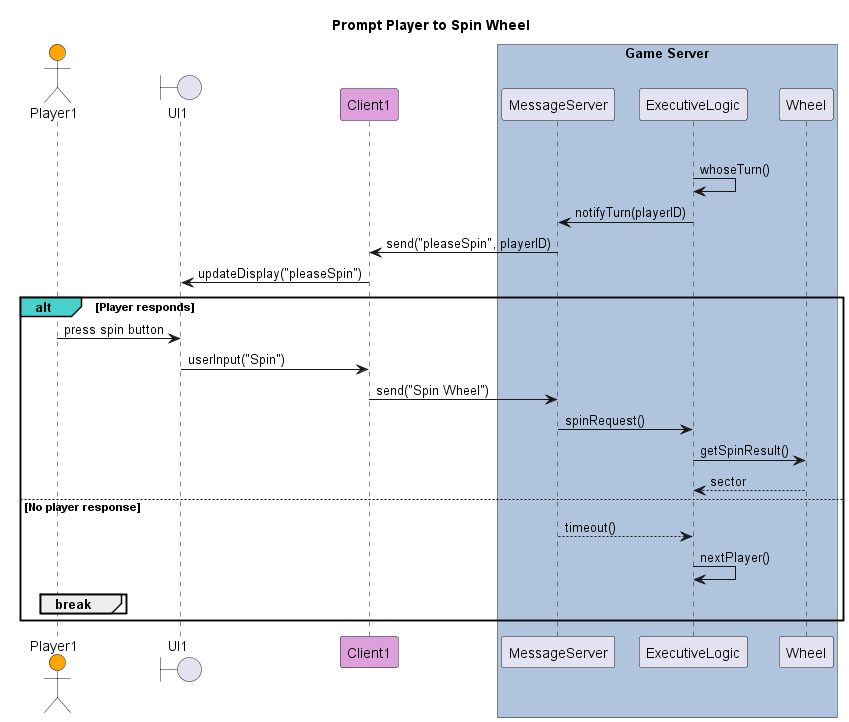 Prompt Player to Spin Wheel
Game Server
Player1
UI1
Client1
MessageServer
ExecutiveLogic
Wheel
whoseTurn()
notifyTurn(playerID)
send("pleaseSpin", playerID)
updateDisplay("pleaseSpin")
alt [Player responds]
press spin button
userInput("Spin")
send("Spin Wheel")
spinRequest()
getSpinResult()
sector
[No player response]
timeout()
nextPlayer()
break
Player1
UI1
Client1
MessageServer
ExecutiveLogic
Wheel